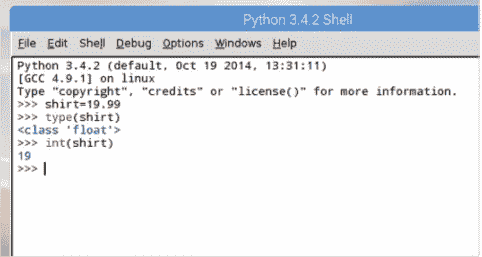 Python 3.4.2 Shell
File Edit Shell Debug Options Windows Help
Python 3.4.2 (default, Oct 19 2014, 13:31:11)
[GCC 4.9.1] on linux
Type "copyright", "credits" or "license()" for more information.
>>> shirt=19.99
>>> type(shirt)
<class 'float'>
>>> int(shirt)
19
>>>